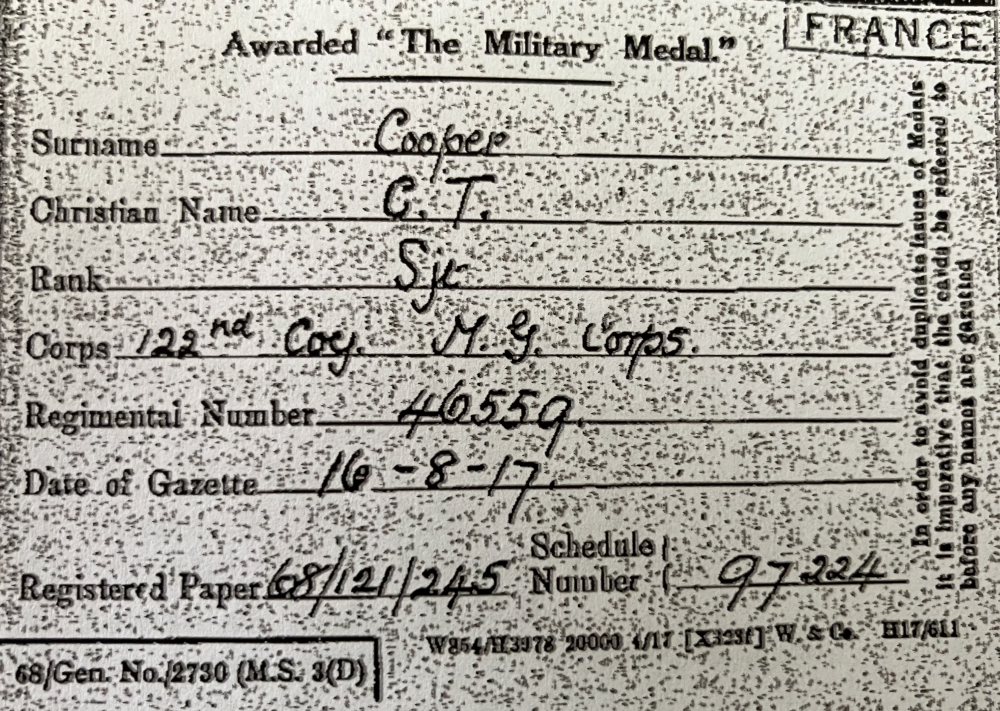 Awarded "The Military Medal."
FRANCE.
Surname Cooper
Christian Name C. T.
Rank Sjt
Corps 122nd Coy. M. G. Corps.
Regimental Number 46559.
Date of Gazette 16-8-17.
Registered Paper 68/121/245 Schedule Number 97224
68/Gen. No./2730 (M.S. 3(D)
W854/H3978 20000 4/17 [X323f] W. & Co. H17/611
In order to avoid duplicate issues of Medals
it is imperative that the cards be referred to
before any names are gazetted